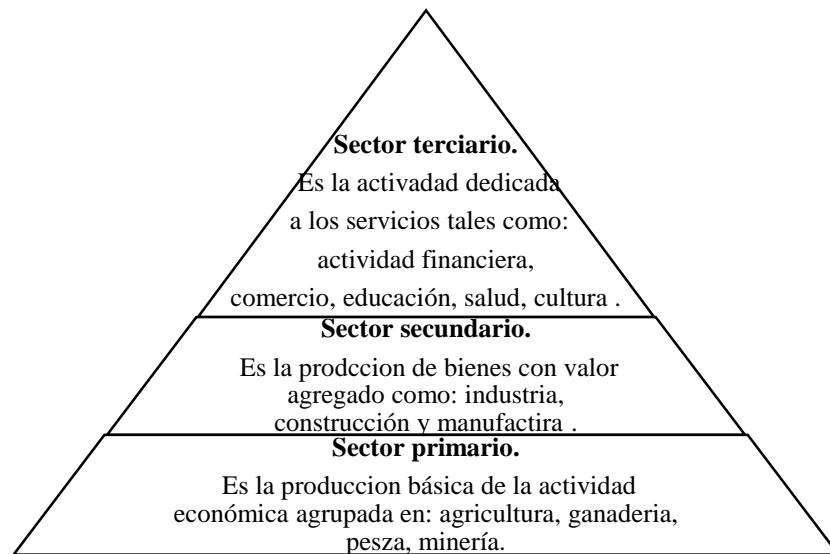 Sector terciario.
Es la activadad dedicada
a los servicios tales como:
actividad financiera,
comercio, educación, salud, cultura .
Sector secundario.
Es la prodccion de bienes con valor
agregado como: industria,
construcción y manufactira .
Sector primario.
Es la produccion básica de la actividad
económica agrupada en: agricultura, ganaderia,
pesza, minería.